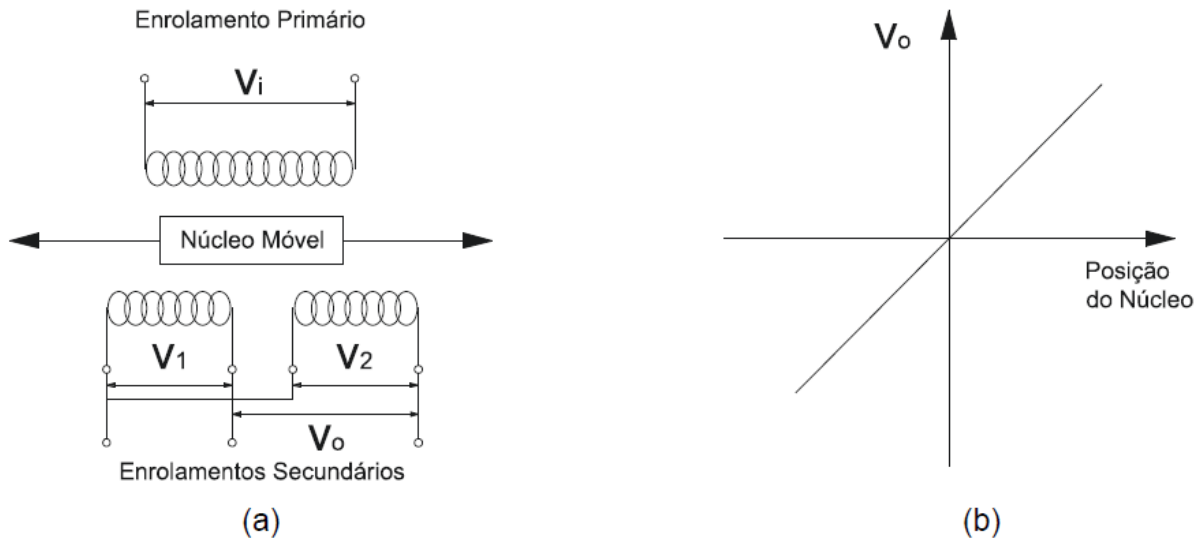 Enrolamento Primário
Vi
Núcleo Móvel
V1
V2
Vo
Enrolamentos Secundários
(a)
Vo
Posição
do Núcleo
(b)